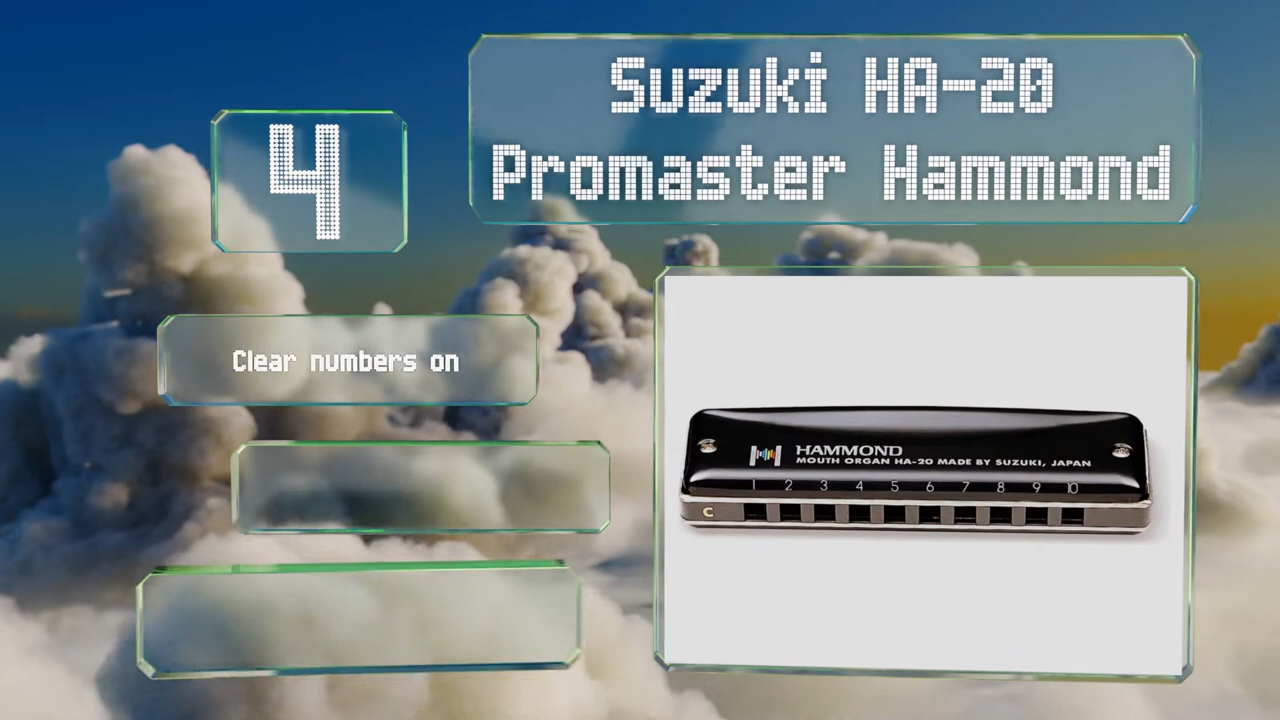 4
Suzuki HA-20
Promaster Hammond
Clear numbers on
HAMMOND
MOUTH ORGAN HA-20 MADE BY SUZUKI, JAPAN
1 2 3 4 5 6 7 8 9 10
C